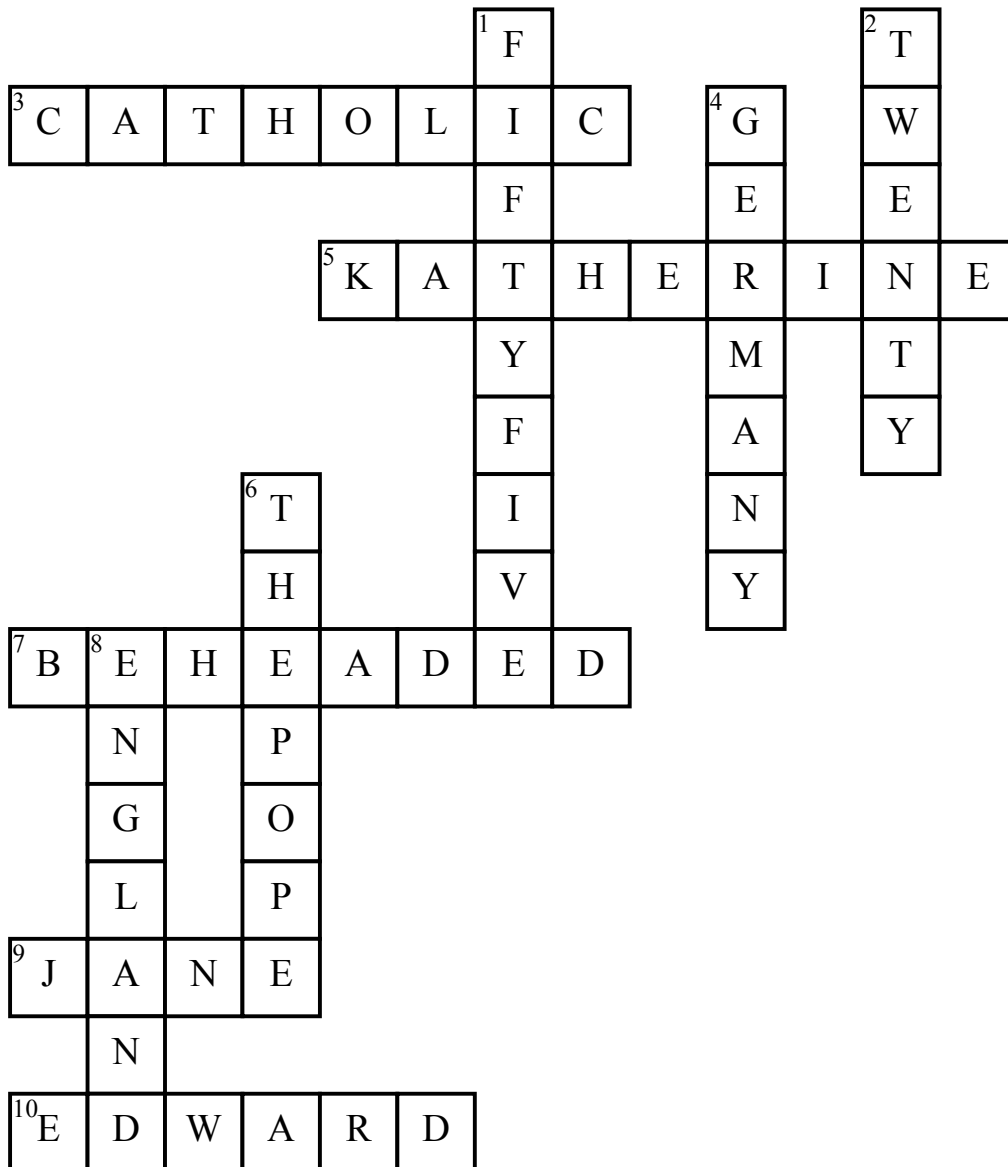 1 F 2 T
3 C A T H O L I C 4 G W
F E E
5 K A T H E R I N E
Y M T
F A Y
6 T I N
H V Y
7 B 8 E H E A D E D
N P
G O
L P
9 J A N E
N
10 E D W A R D